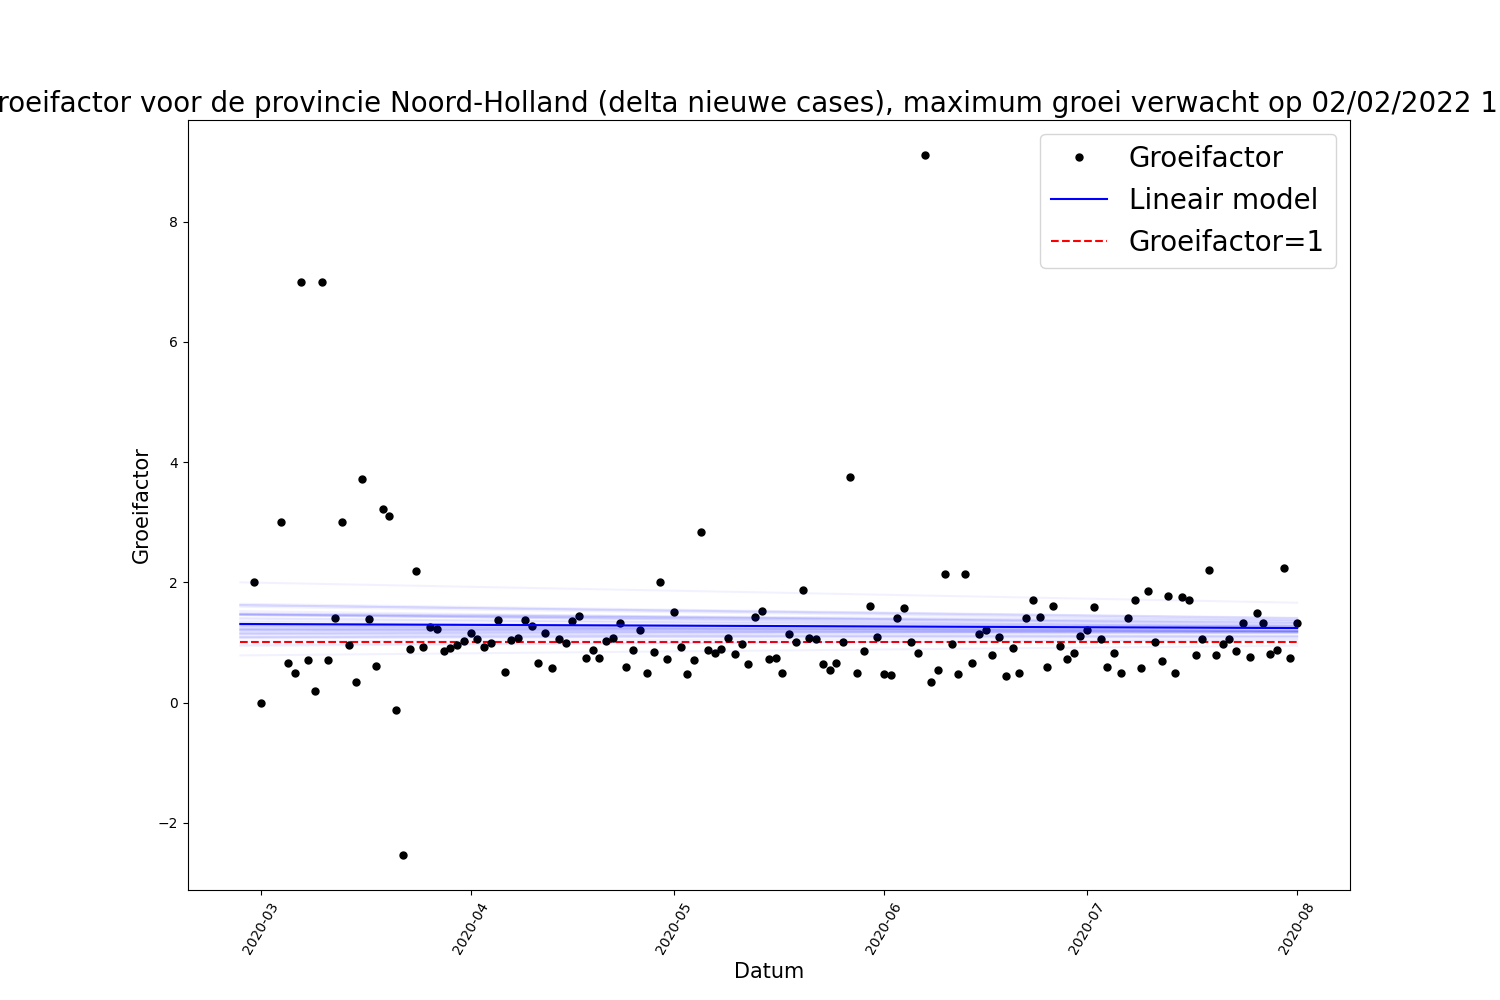 roeifactor voor de provincie Noord-Holland (delta nieuwe cases), maximum groei verwacht op 02/02/2022 1
Groeifactor
Lineair model
Groeifactor=1
Groeifactor
8
6
4
2
0
−2
2020-03
2020-04
2020-05
2020-06
2020-07
2020-08
Datum